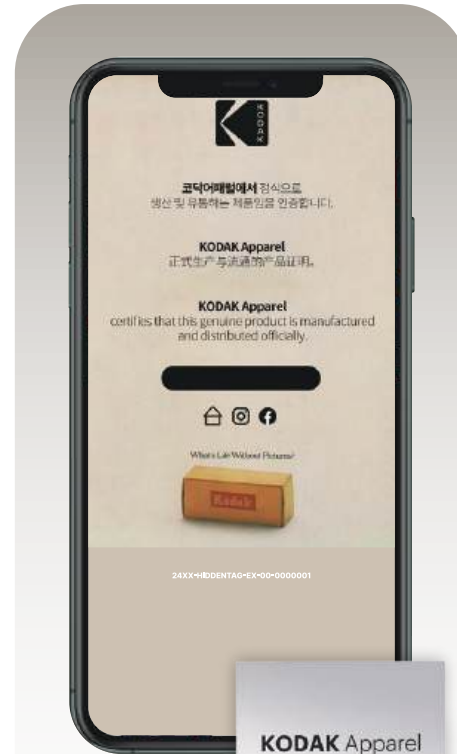 KODAK
코닥어패럴에서 정식으로
생산 및 유통하는 제품임을 인증합니다.
KODAK Apparel
正式生产与流通的产品证明。
KODAK Apparel
certifies that this genuine product is manufactured
and distributed officially.
What's Life Without Pictures?
Kodak
24XX-HIDDENTAG-EX-00-0000001
KODAK Apparel